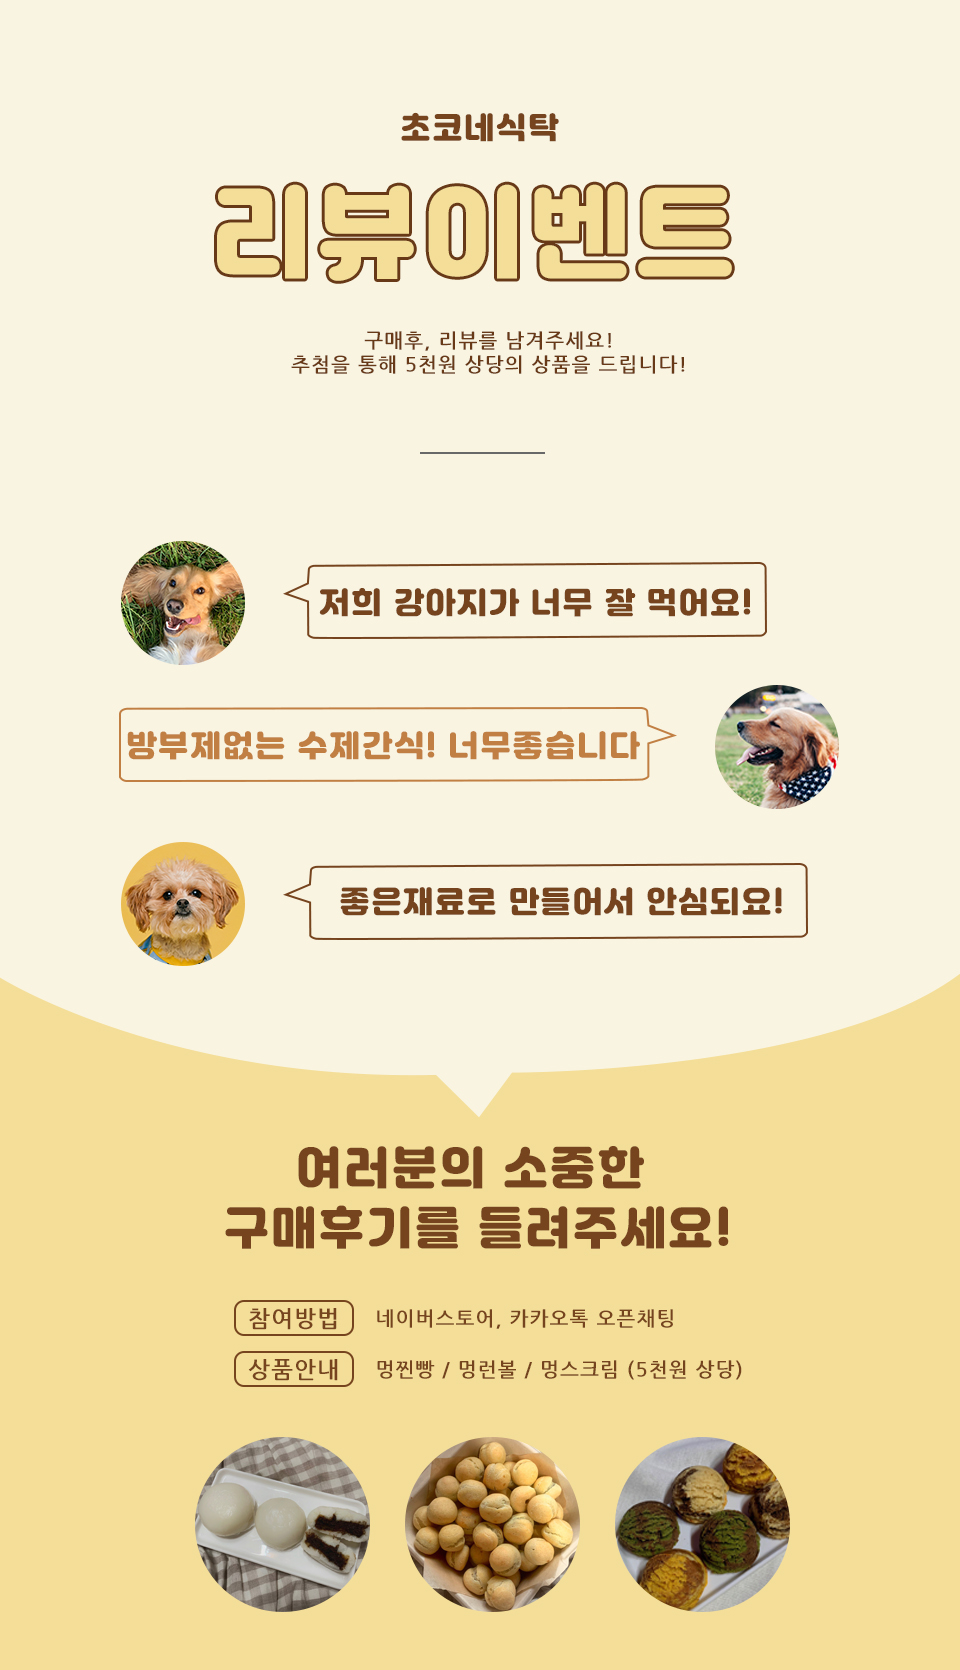 초코네식탁
리뷰이벤트
구매후, 리뷰를 남겨주세요!
추첨을 통해 5천원 상당의 상품을 드립니다!
저희 강아지가 너무 잘 먹어요!
방부제없는 수제간식! 너무좋습니다
좋은재료로 만들어서 안심되요!
여러분의 소중한
구매후기를 들려주세요!
참여방법 네이버스토어, 카카오톡 오픈채팅
상품안내 멍찐빵 / 멍런볼 / 멍스크림 (5천원 상당)